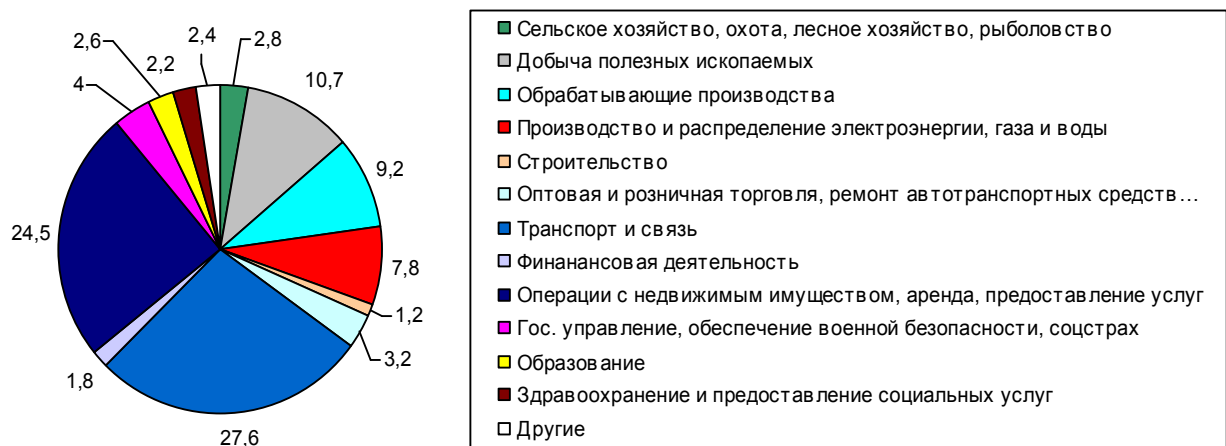 2,6
2,4
2,8
2,2
4
10,7
9,2
24,5
7,8
1,2
3,2
1,8
27,6
Сельское хозяйство, охота, лесное хозяйство, рыболовство
Добыча полезных ископаемых
Обрабатывающие производства
Производство и распределение электроэнергии, газа и воды
Строительство
Оптовая и розничная торговля, ремонт автотранспортных средств…
Транспорт и связь
Финанансовая деятельность
Операции с недвижимым имуществом, аренда, предоставление услуг
Гос. управление, обеспечение военной безопасности, соцстрах
Образование
Здравоохранение и предоставление социальных услуг
Другие